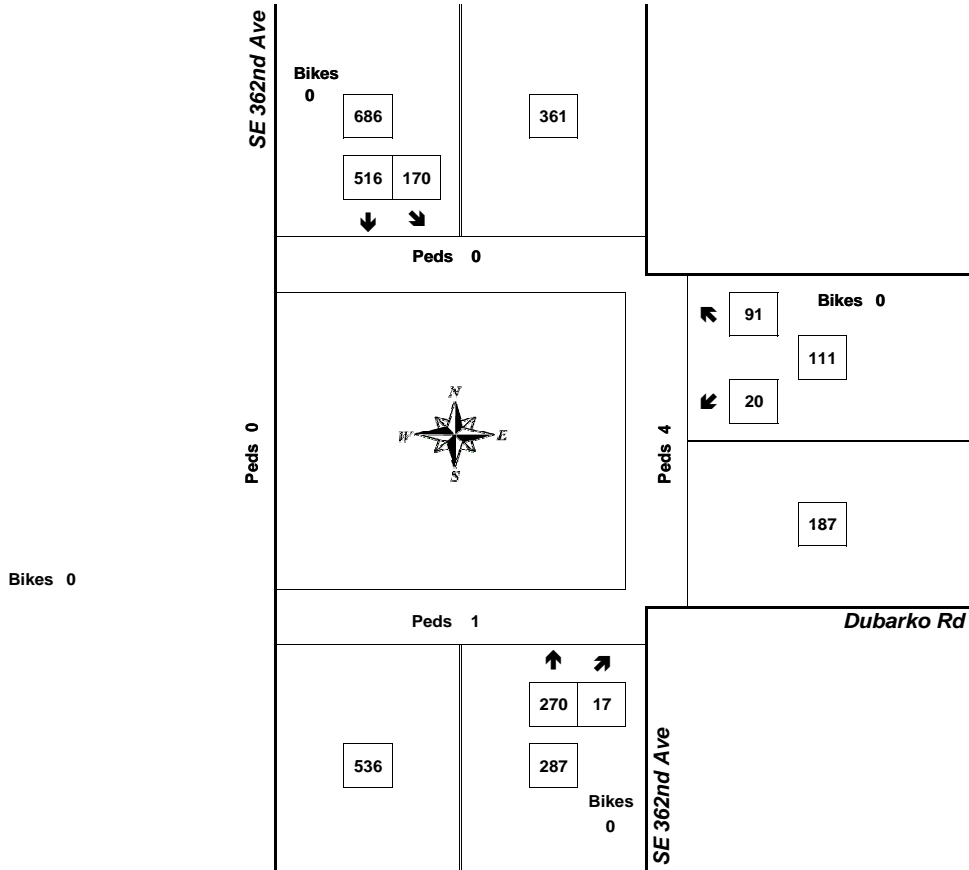 SE 362nd Ave
Bikes
0
686
361
516 170
Peds 0
91
Bikes 0
111
20
N
W E
S
Peds 0
Peds 4
187
Bikes 0
Peds 1
Dubarko Rd
270 17
536
287
Bikes
0
SE 362nd Ave